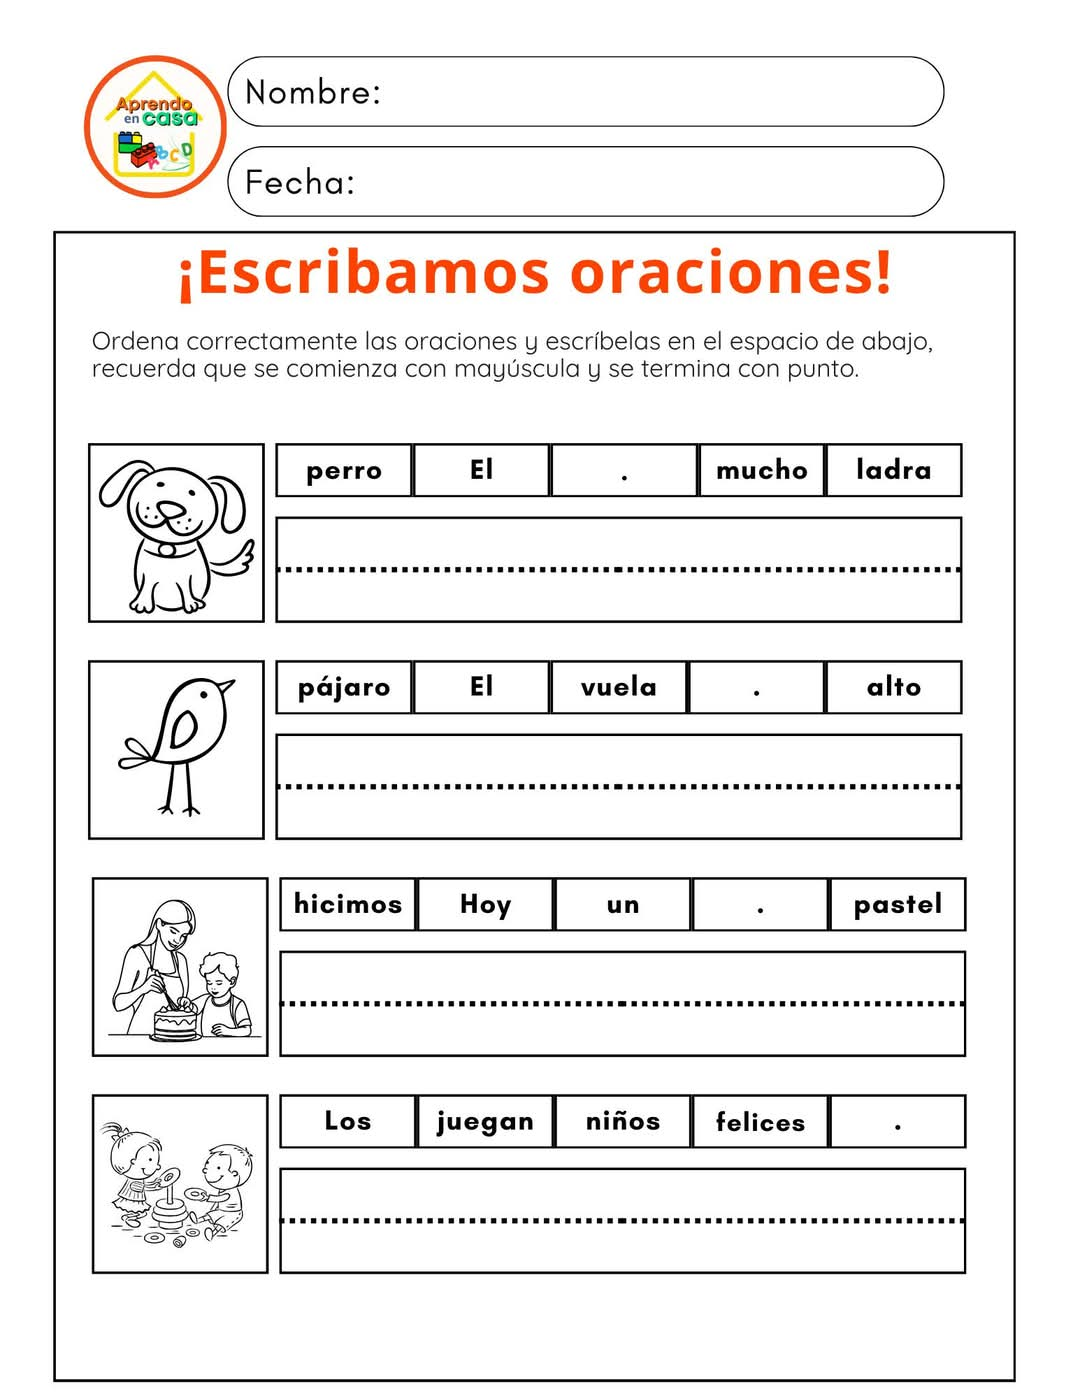 Aprendo
en casa
A B C D
Nombre:
Fecha:
¡Escribamos oraciones!
Ordena correctamente las oraciones y escríbelas en el espacio de abajo,
recuerda que se comienza con mayúscula y se termina con punto.
perro El . mucho ladra
pájaro El vuela . alto
hicimos Hoy un . pastel
Los juegan niños felices .